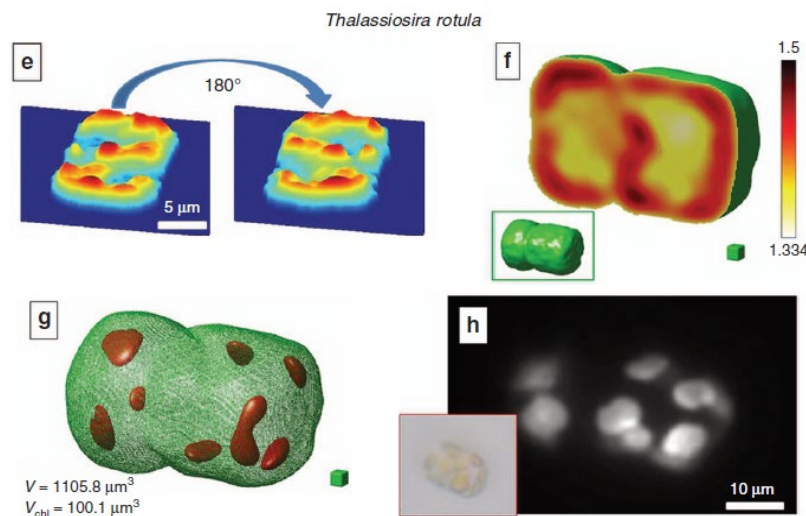 Thalassiosira rotula
e
180°
5 μm
f
1.5
1.334
g
V = 1105.8 μm³
V_chl = 100.1 μm³
h
10 μm